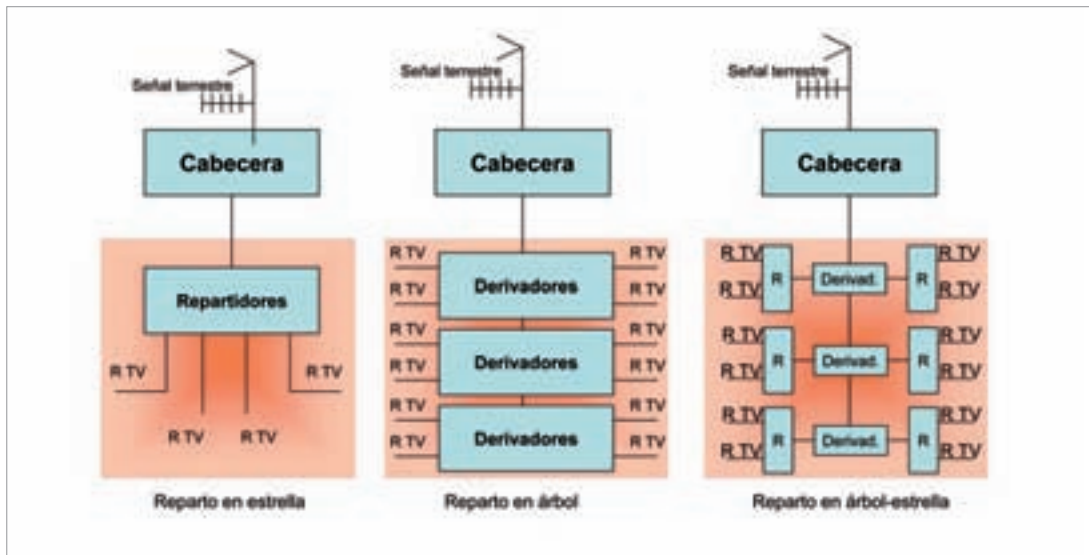 Señal terrestre
Cabecera
Repartidores
R TV
R TV
R TV
R TV
Reparto en estrella
Señal terrestre
Cabecera
R TV
R TV
Derivadores
R TV
R TV
R TV
R TV
Derivadores
R TV
R TV
R TV
R TV
Derivadores
R TV
R TV
Reparto en árbol
Señal terrestre
Cabecera
R TV
R TV
R
Derivad.
R
R TV
R TV
R TV
R TV
R
Derivad.
R
R TV
R TV
R TV
R TV
R
Derivad.
R
R TV
R TV
Reparto en árbol-estrella